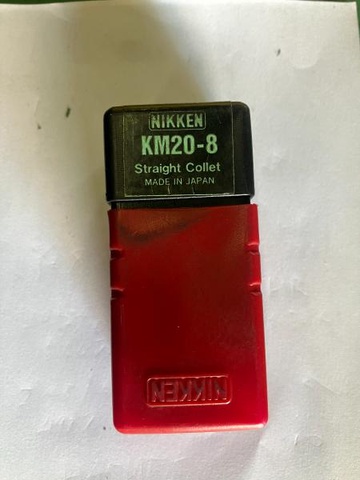 NIKKEN
KM20-8
Straight Collet
MADE IN JAPAN
NIKKEN